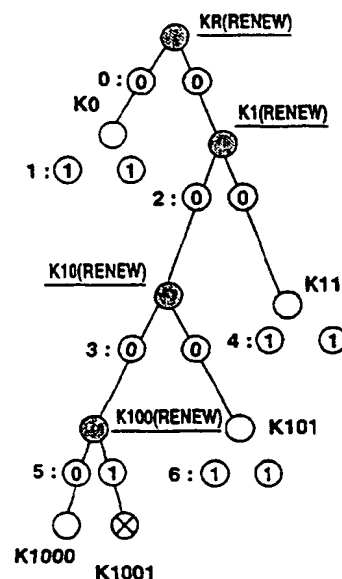 KR(RENEW)
0: 0 0
K0
K1(RENEW)
1: 1 1
2: 0 0
K10(RENEW)
K11
3: 0 0
4: 1 1
K100(RENEW)
K101
5: 0 1
6: 1 1
K1000
K1001